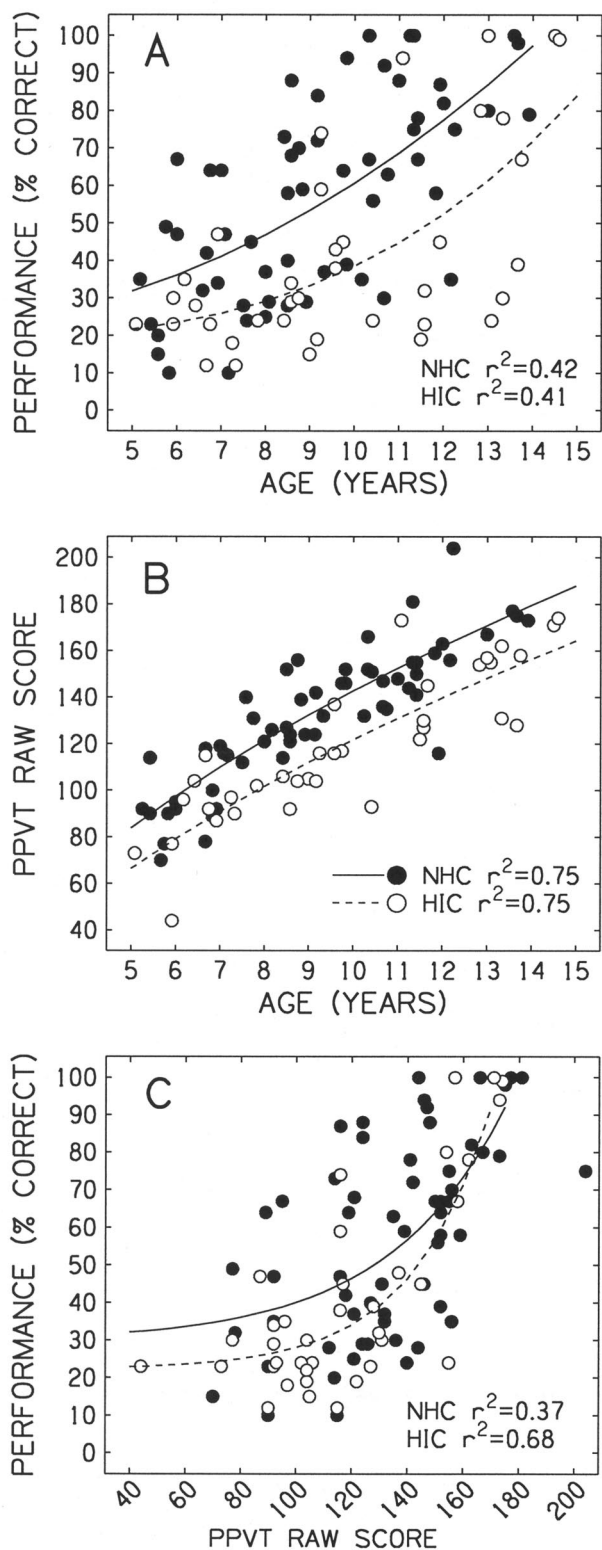 A
PERFORMANCE (% CORRECT)
100
90
80
70
60
50
40
30
20
10
0
NHC r²=0.42
HIC r²=0.41
5 6 7 8 9 10 11 12 13 14 15
AGE (YEARS)
B
PPVT RAW SCORE
200
180
160
140
120
100
80
60
40
NHC r²=0.75
HIC r²=0.75
5 6 7 8 9 10 11 12 13 14 15
AGE (YEARS)
C
PERFORMANCE (% CORRECT)
100
90
80
70
60
50
40
30
20
10
0
NHC r²=0.37
HIC r²=0.68
40 60 80 100 120 140 160 180 200
PPVT RAW SCORE